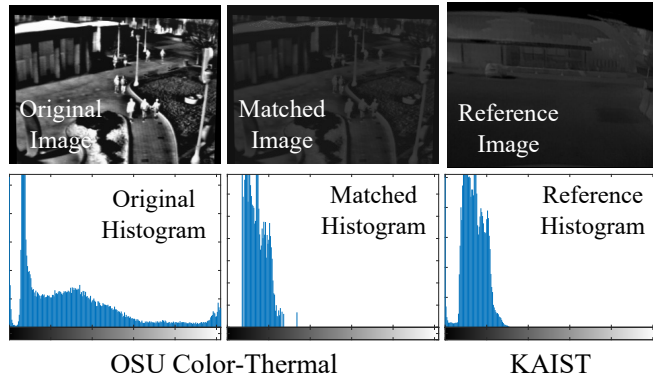 Original
Image
Matched
Image
Reference
Image
Original
Histogram
Matched
Histogram
Reference
Histogram
OSU Color-Thermal
KAIST